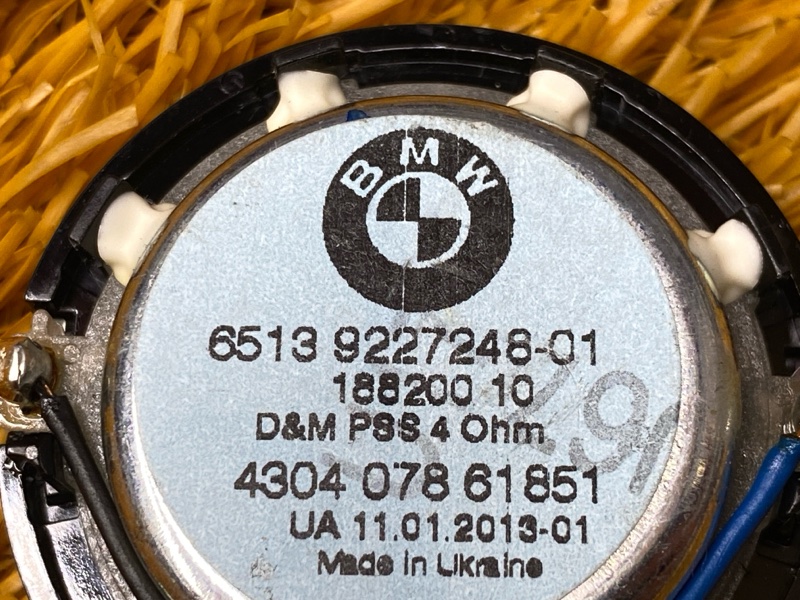 BMW
6513 9227248-01
188200 10
D&M PSS 4 Ohm
4304 078 61851
UA 11.01.2013-01
Made in Ukraine